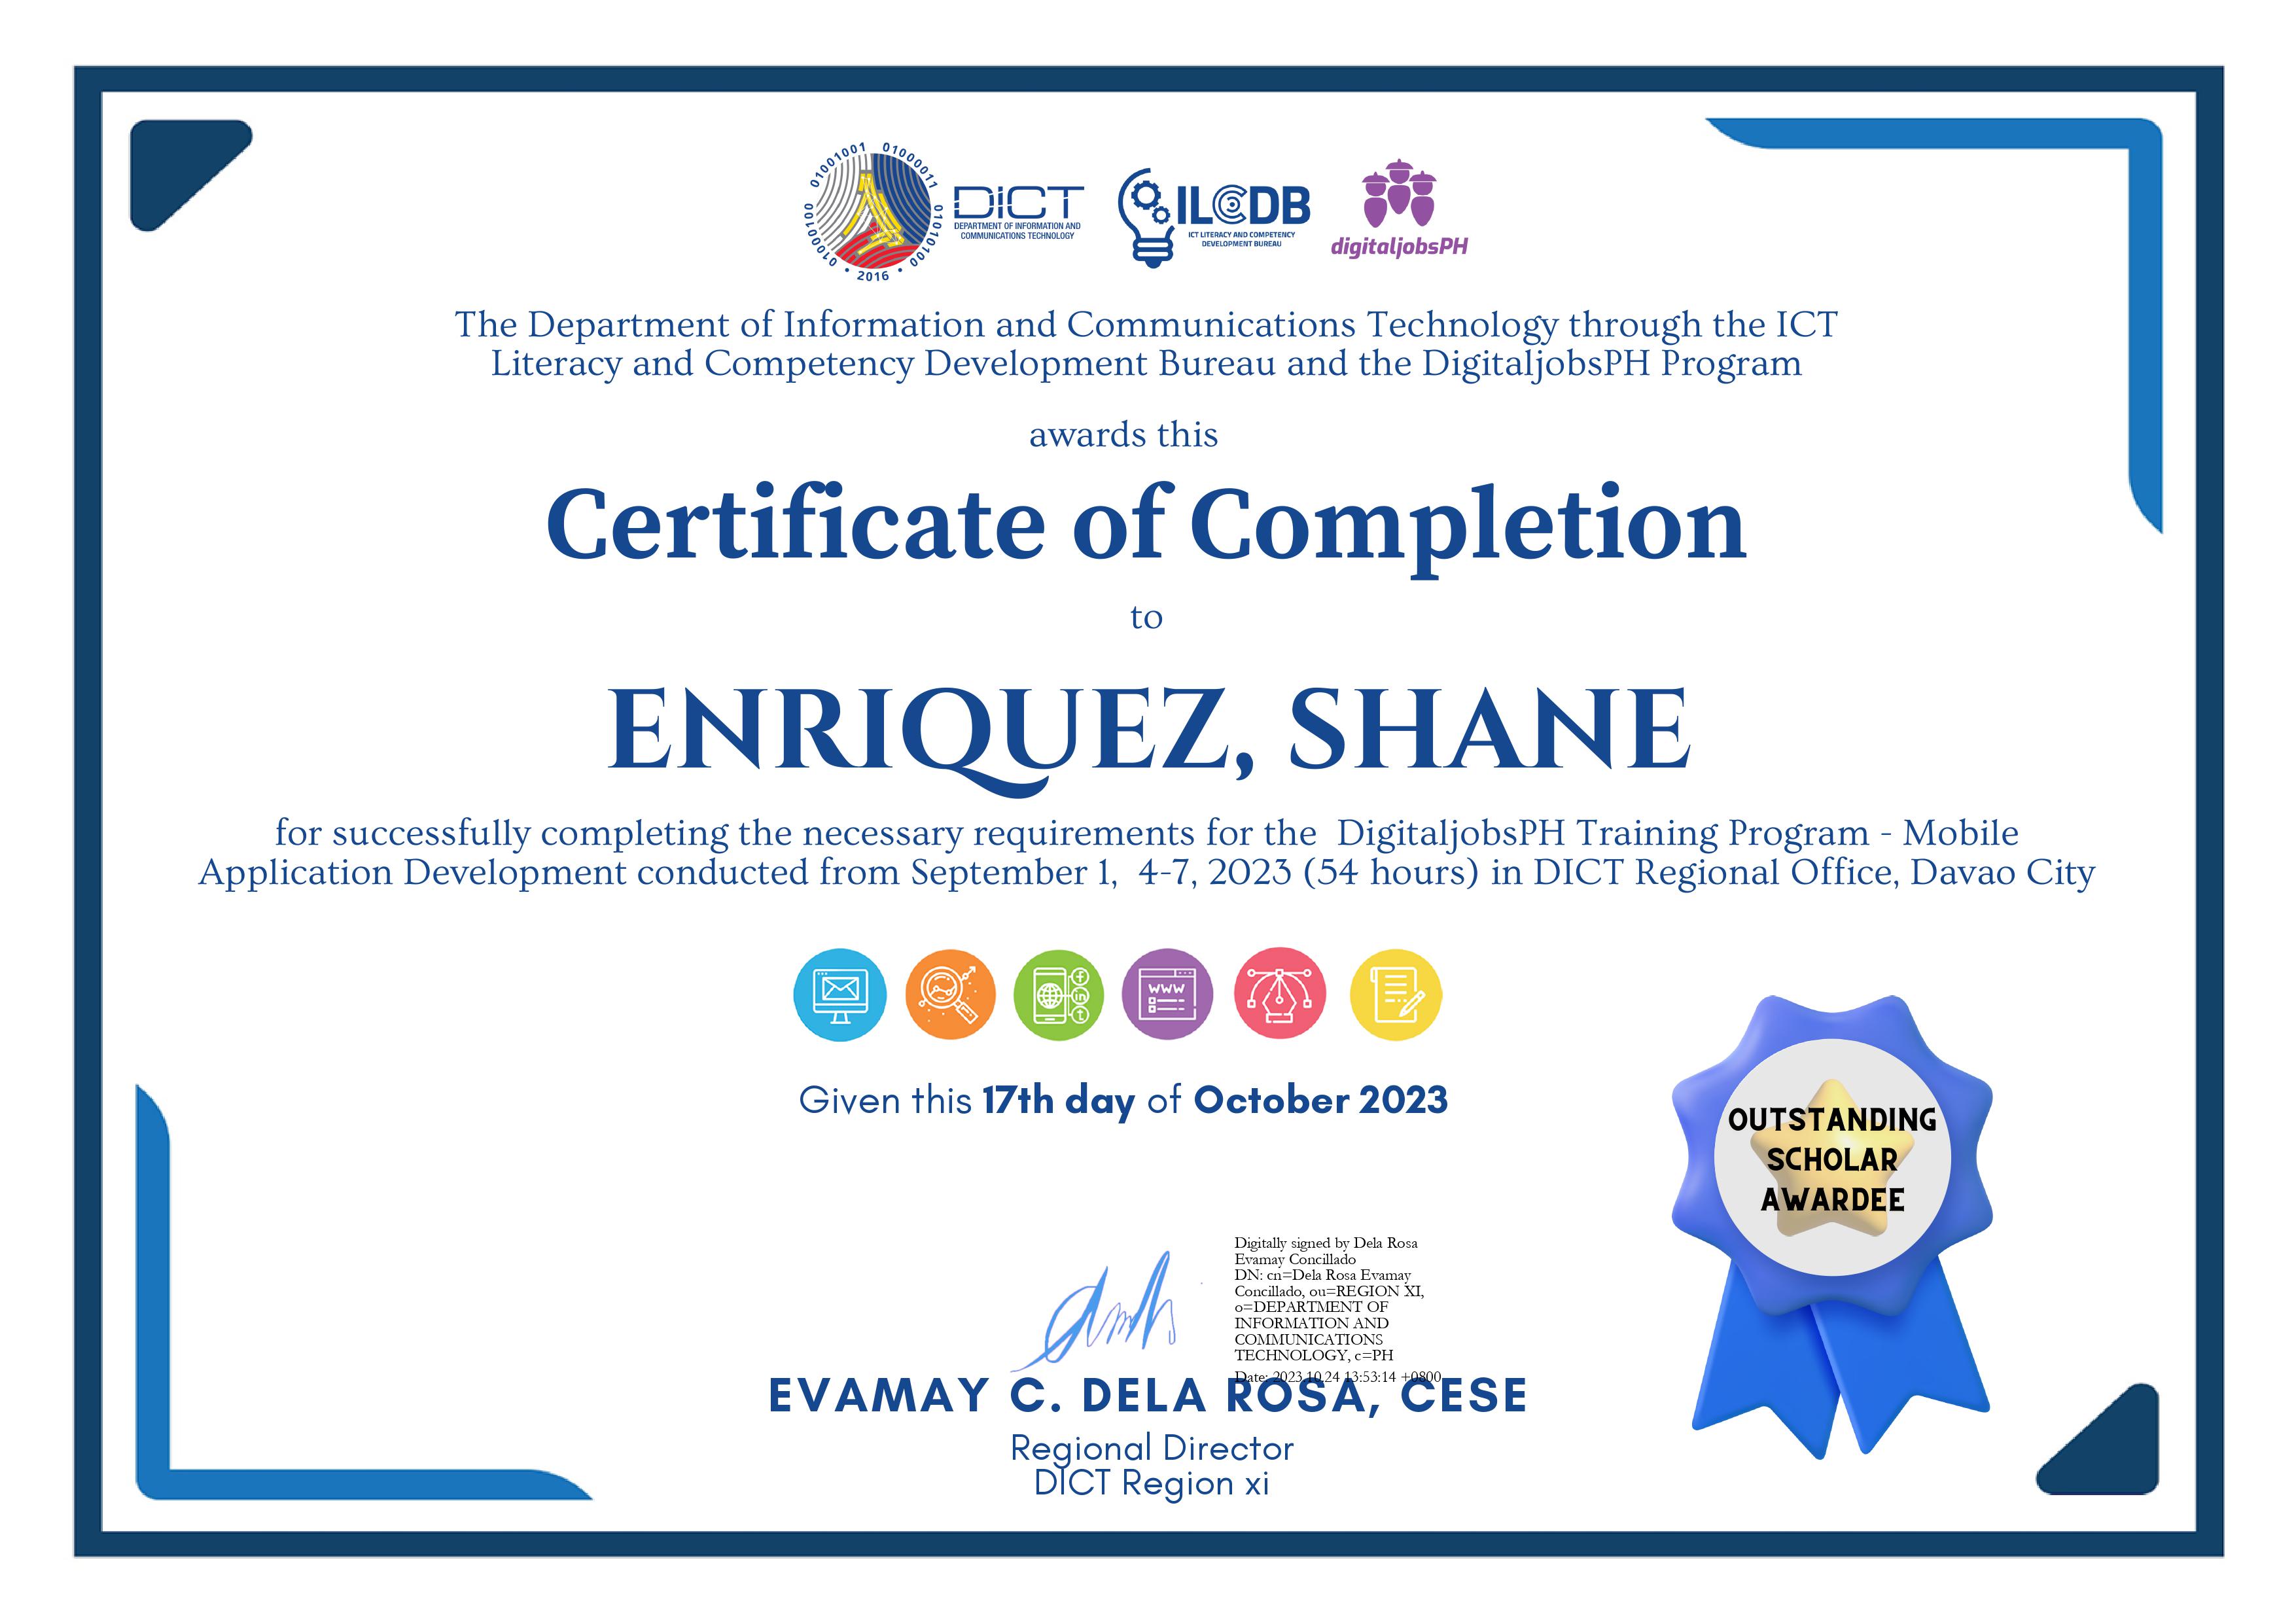 01000100 01001001 01000011 01010100
• 2016 •
DICT
DEPARTMENT OF INFORMATION AND
COMMUNICATIONS TECHNOLOGY
ILCDB
ICT LITERACY AND COMPETENCY
DEVELOPMENT BUREAU
digitaljobsPH
The Department of Information and Communications Technology through the ICT
Literacy and Competency Development Bureau and the DigitaljobsPH Program
awards this
Certificate of Completion
to
ENRIQUEZ, SHANE
for successfully completing the necessary requirements for the  DigitaljobsPH Training Program - Mobile
Application Development conducted from September 1,  4-7, 2023 (54 hours) in DICT Regional Office, Davao City
f
in
t
WWW
Given this 17th day of October 2023
OUTSTANDING
SCHOLAR
AWARDEE
Digitally signed by Dela Rosa
Evamay Concillado
DN: cn=Dela Rosa Evamay
Concillado, ou=REGION XI,
o=DEPARTMENT OF
INFORMATION AND
COMMUNICATIONS
TECHNOLOGY, c=PH
Date: 2023.10.24 13:53:14 +0800
EVAMAY C. DELA ROSA, CESE
Regional Director
DICT Region xi